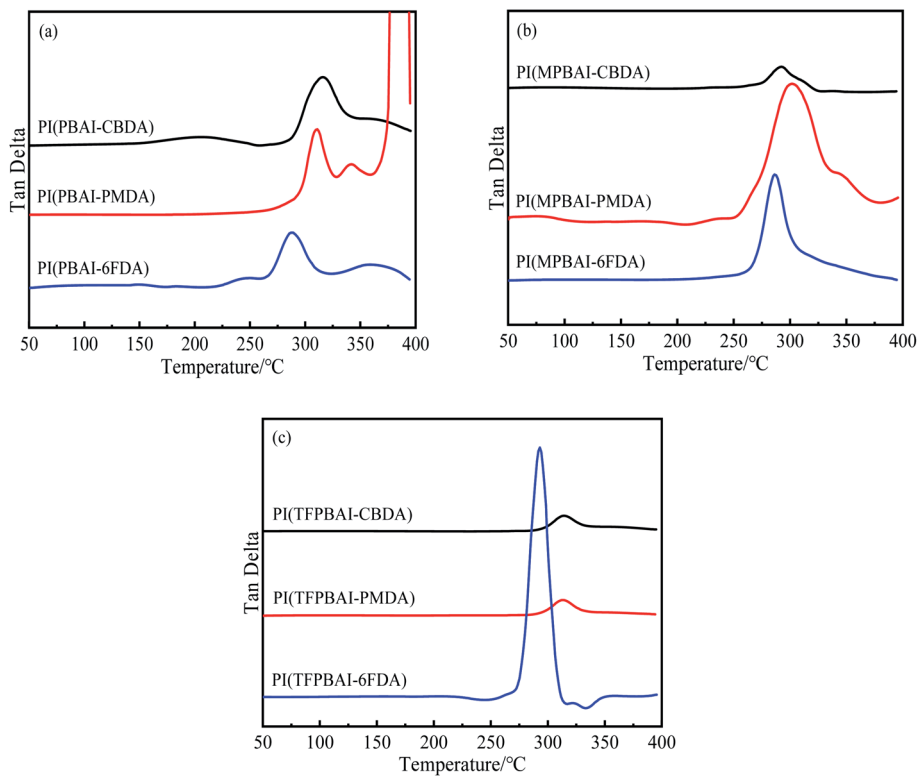 (a)
PI(PBAI-CBDA)
PI(PBAI-PMDA)
PI(PBAI-6FDA)
Tan Delta
50 100 150 200 250 300 350 400
Temperature/℃
(b)
PI(MPBAI-CBDA)
PI(MPBAI-PMDA)
PI(MPBAI-6FDA)
Tan Delta
50 100 150 200 250 300 350 400
Temperature/℃
(c)
PI(TFPBAI-CBDA)
PI(TFPBAI-PMDA)
PI(TFPBAI-6FDA)
Tan Delta
50 100 150 200 250 300 350 400
Temperature/℃